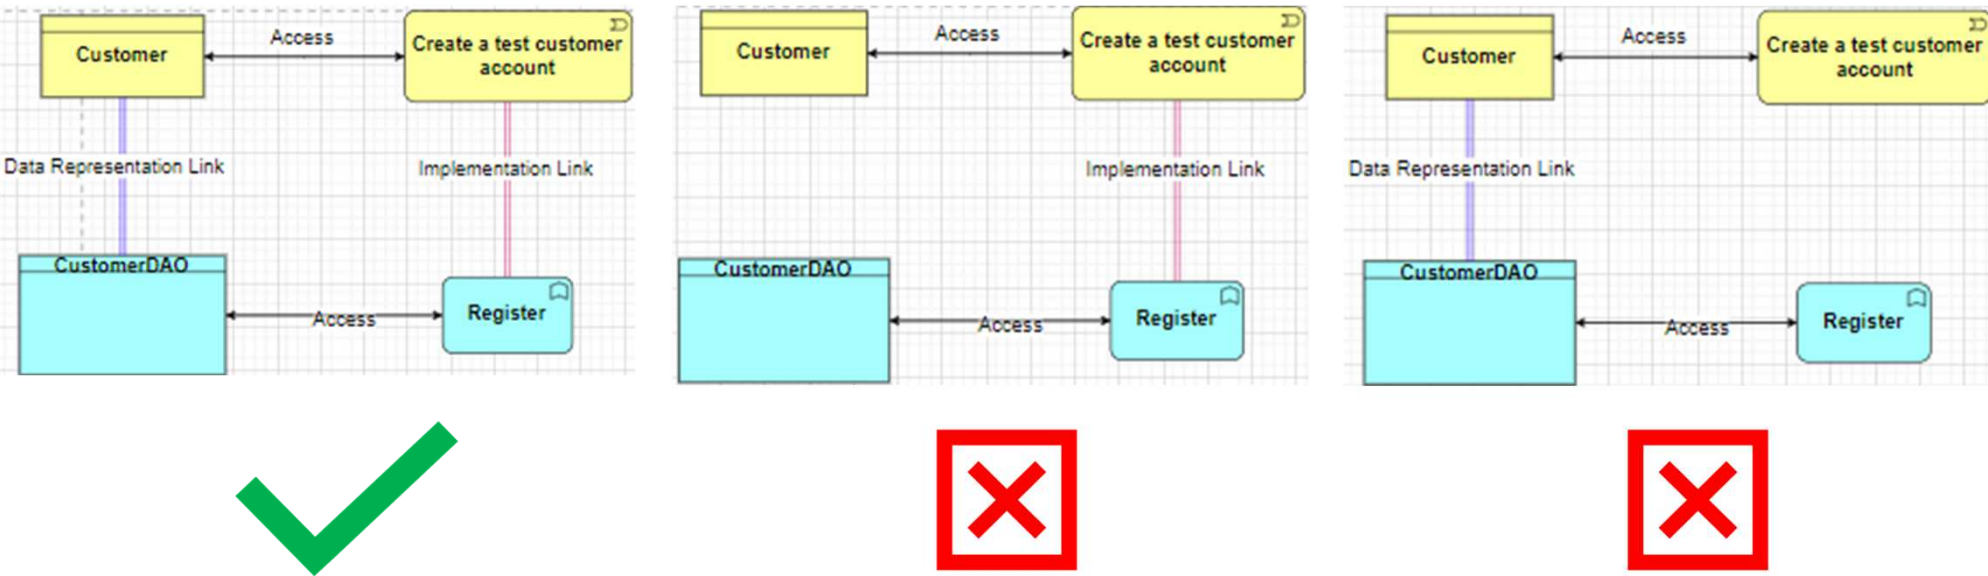 Customer
Access
Create a test customer
account
Data Representation Link
Implementation Link
CustomerDAO
Access
Register
Customer
Access
Create a test customer
account
Implementation Link
CustomerDAO
Access
Register
Customer
Access
Create a test customer
account
Data Representation Link
CustomerDAO
Access
Register